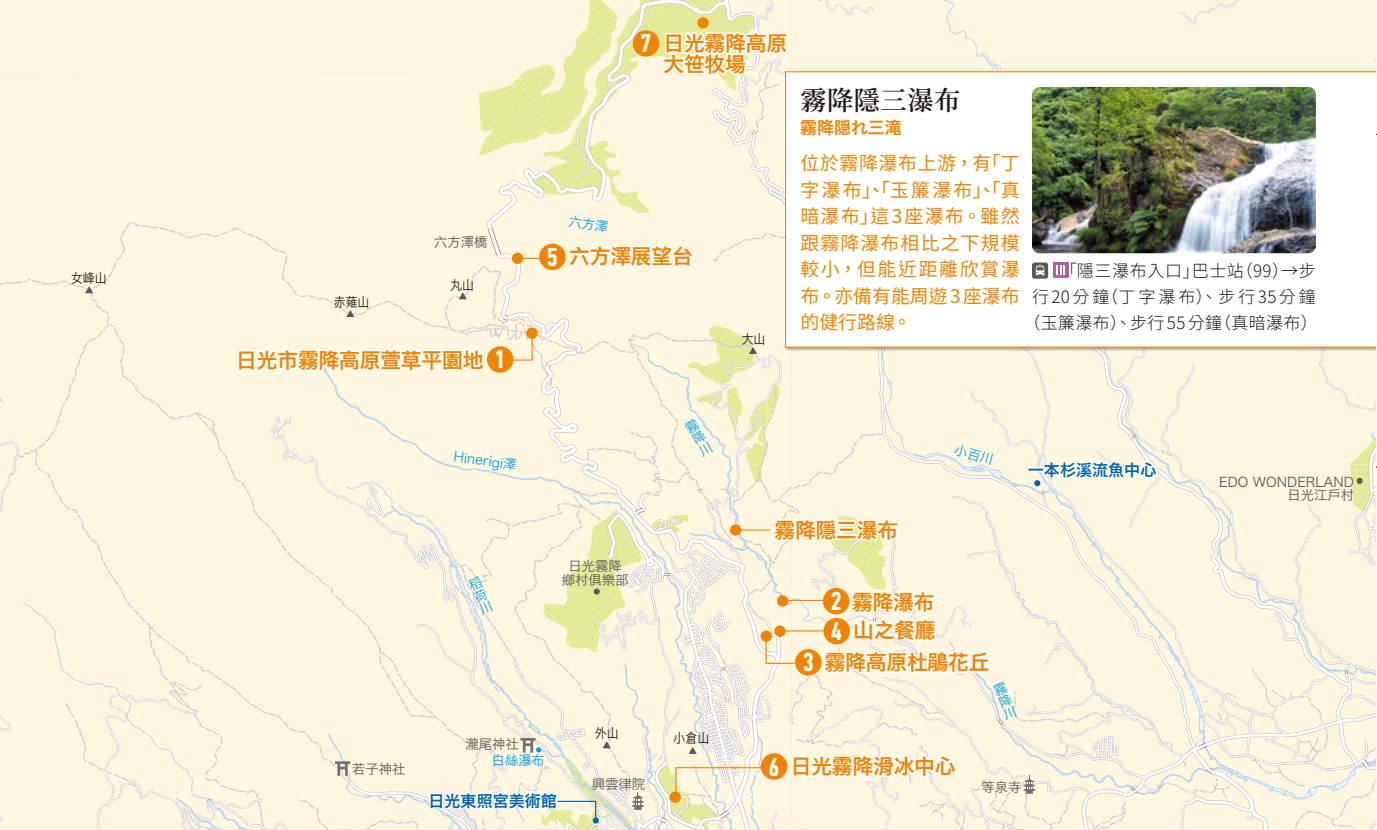 7 日光霧降高原
大笹牧場
霧降隱三瀑布
霧降隠れ三滝
位於霧降瀑布上游，有「丁
字瀑布」、「玉簾瀑布」、「真
暗瀑布」這3座瀑布。雖然
跟霧降瀑布相比之下規模
較小，但能近距離欣賞瀑
布。亦備有能周遊3座瀑布
的健行路線。
「隱三瀑布入口」巴士站(99)→步
行20分鐘(丁字瀑布)、步行35分鐘
(玉簾瀑布)、步行55分鐘(真暗瀑布)
六方澤
六方澤橋
5 六方澤展望台
女峰山
丸山
赤薙山
大山
日光市霧降高原萱草平園地 1
霧降川
Hinerigi澤
小百川
一本杉溪流魚中心
EDO WONDERLAND
日光江戶村
霧降隱三瀑布
日光霧降
鄉村俱樂部
稻荷川
2 霧降瀑布
4 山之餐廳
3 霧降高原杜鵑花丘
霧降川
外山
小倉山
瀧尾神社
白絲瀑布
若子神社
6 日光霧降滑冰中心
興雲律院
等泉寺
日光東照宮美術館